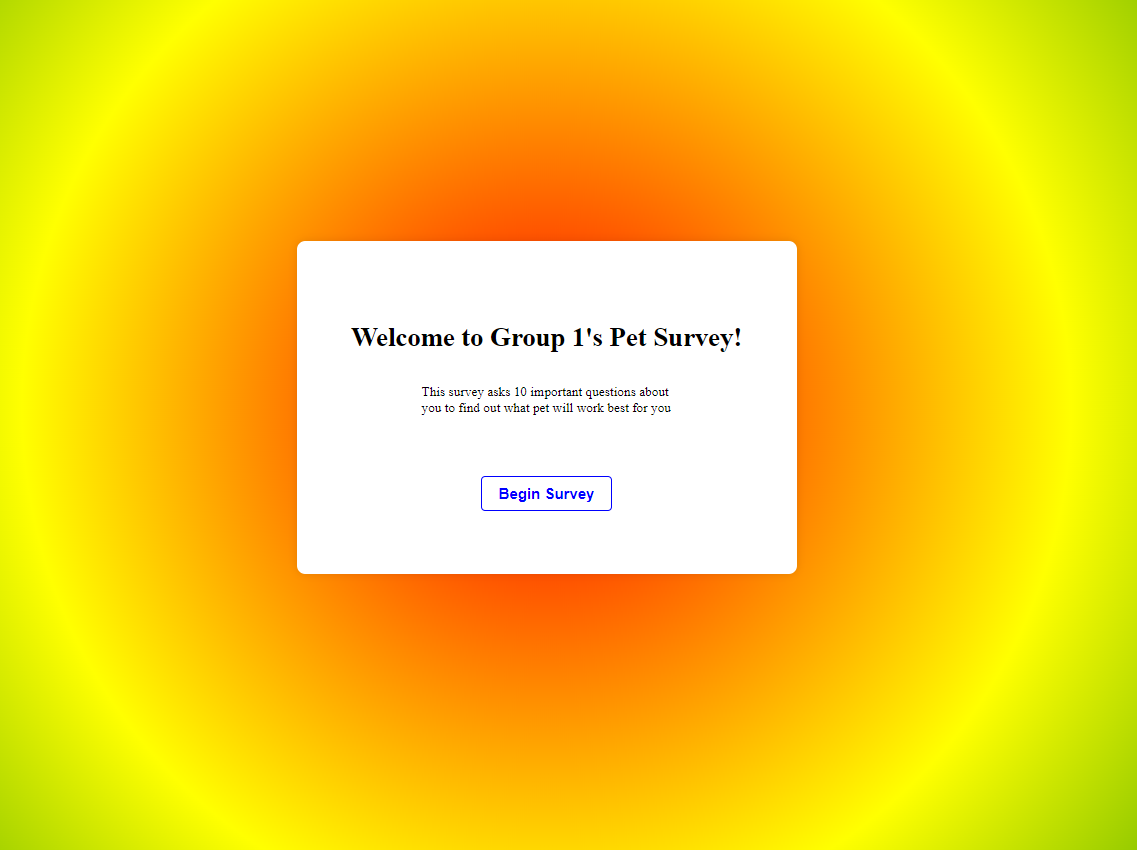 Welcome to Group 1's Pet Survey!
This survey asks 10 important questions about
you to find out what pet will work best for you
Begin Survey